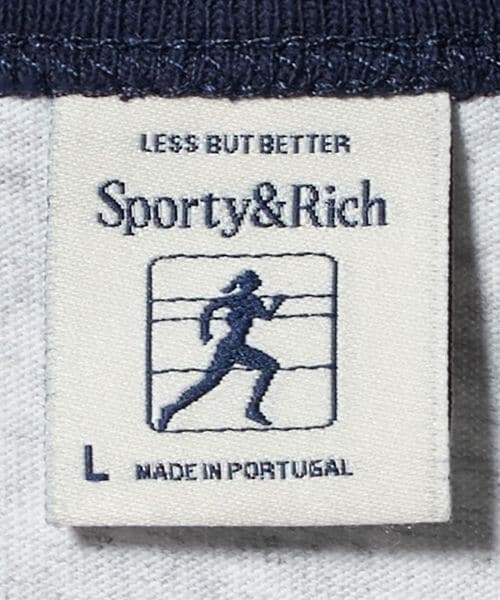 LESS BUT BETTER
Sporty&Rich
L MADE IN PORTUGAL